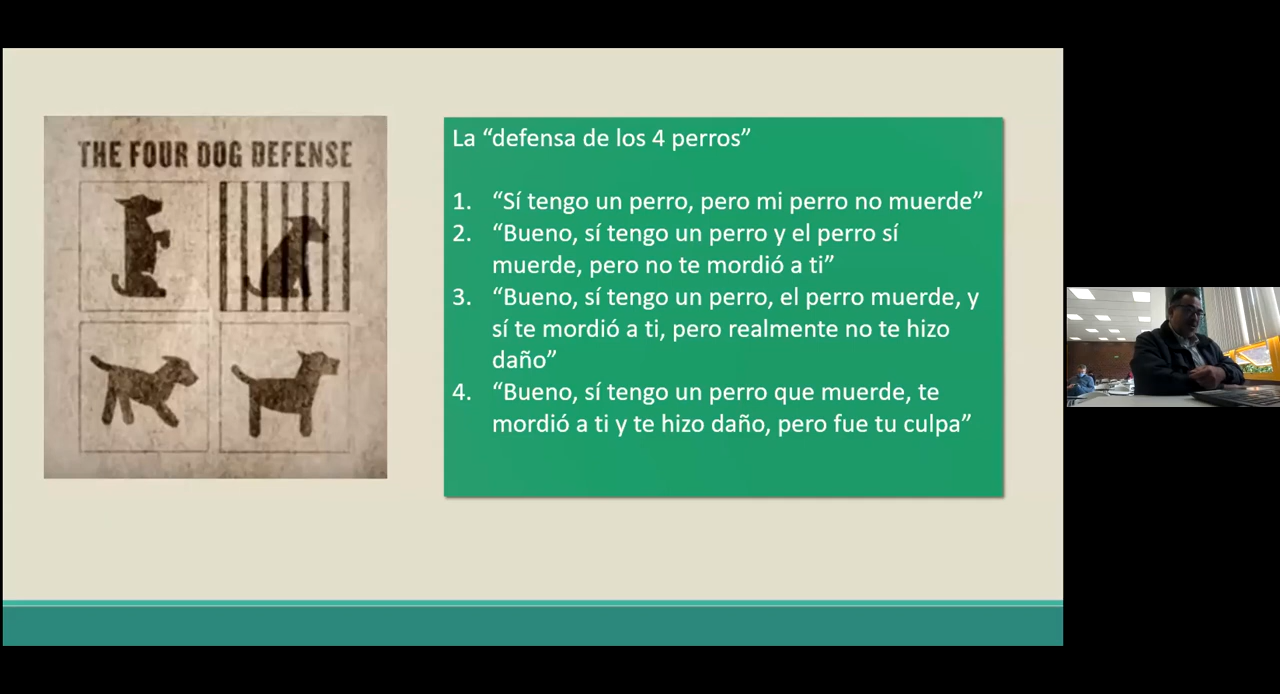 THE FOUR DOG DEFENSE
La “defensa de los 4 perros”
1. “Sí tengo un perro, pero mi perro no muerde”
2. “Bueno, sí tengo un perro y el perro sí
muerde, pero no te mordió a ti”
3. “Bueno, sí tengo un perro, el perro muerde, y
sí te mordió a ti, pero realmente no te hizo
daño”
4. “Bueno, sí tengo un perro que muerde, te
mordió a ti y te hizo daño, pero fue tu culpa”